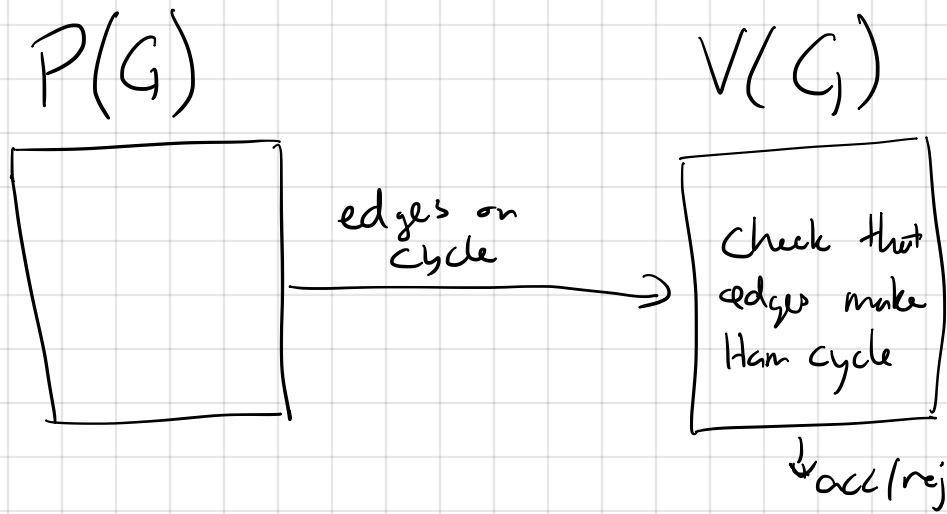 P(G)
V(G)
edges on
cycle
Check that
edges make
Ham cycle
acc/rej